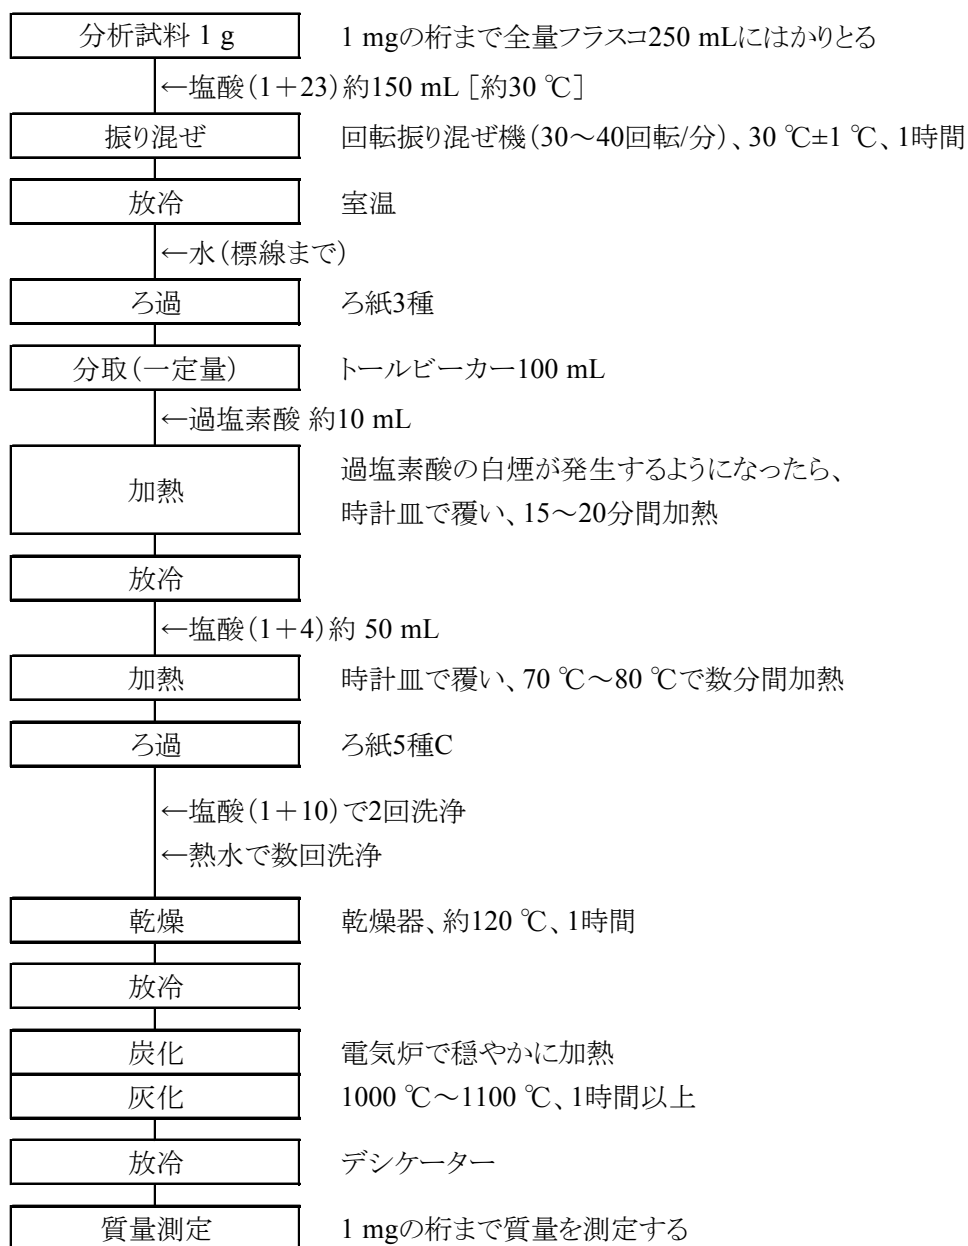 分析試料 1 g 1 mgの桁まで全量フラスコ250 mLにはかりとる
←塩酸(1+23)約150 mL [約30 ℃]
振り混ぜ 回転振り混ぜ機(30～40回転/分)、30 ℃±1 ℃、1時間
放冷 室温
←水(標線まで)
ろ過 ろ紙3種
分取(一定量) トールビーカー100 mL
←過塩素酸 約10 mL
加熱 過塩素酸の白煙が発生するようになったら、
時計皿で覆い、15～20分間加熱
放冷
←塩酸(1+4)約 50 mL
加熱 時計皿で覆い、70 ℃～80 ℃で数分間加熱
ろ過 ろ紙5種C
←塩酸(1+10)で2回洗浄
←熱水で数回洗浄
乾燥 乾燥器、約120 ℃、1時間
放冷
炭化 電気炉で穏やかに加熱
灰化 1000 ℃～1100 ℃、1時間以上
放冷 デシケーター
質量測定 1 mgの桁まで質量を測定する